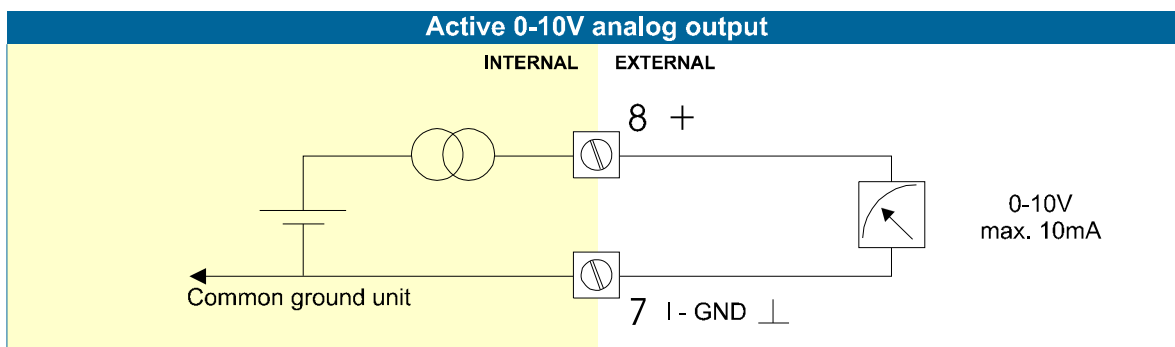 Active 0-10V analog output
INTERNAL EXTERNAL
8 +
0-10V
max. 10mA
Common ground unit
7 I - GND ⊥